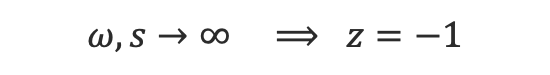 ω, s → ∞ ⟹ z = −1